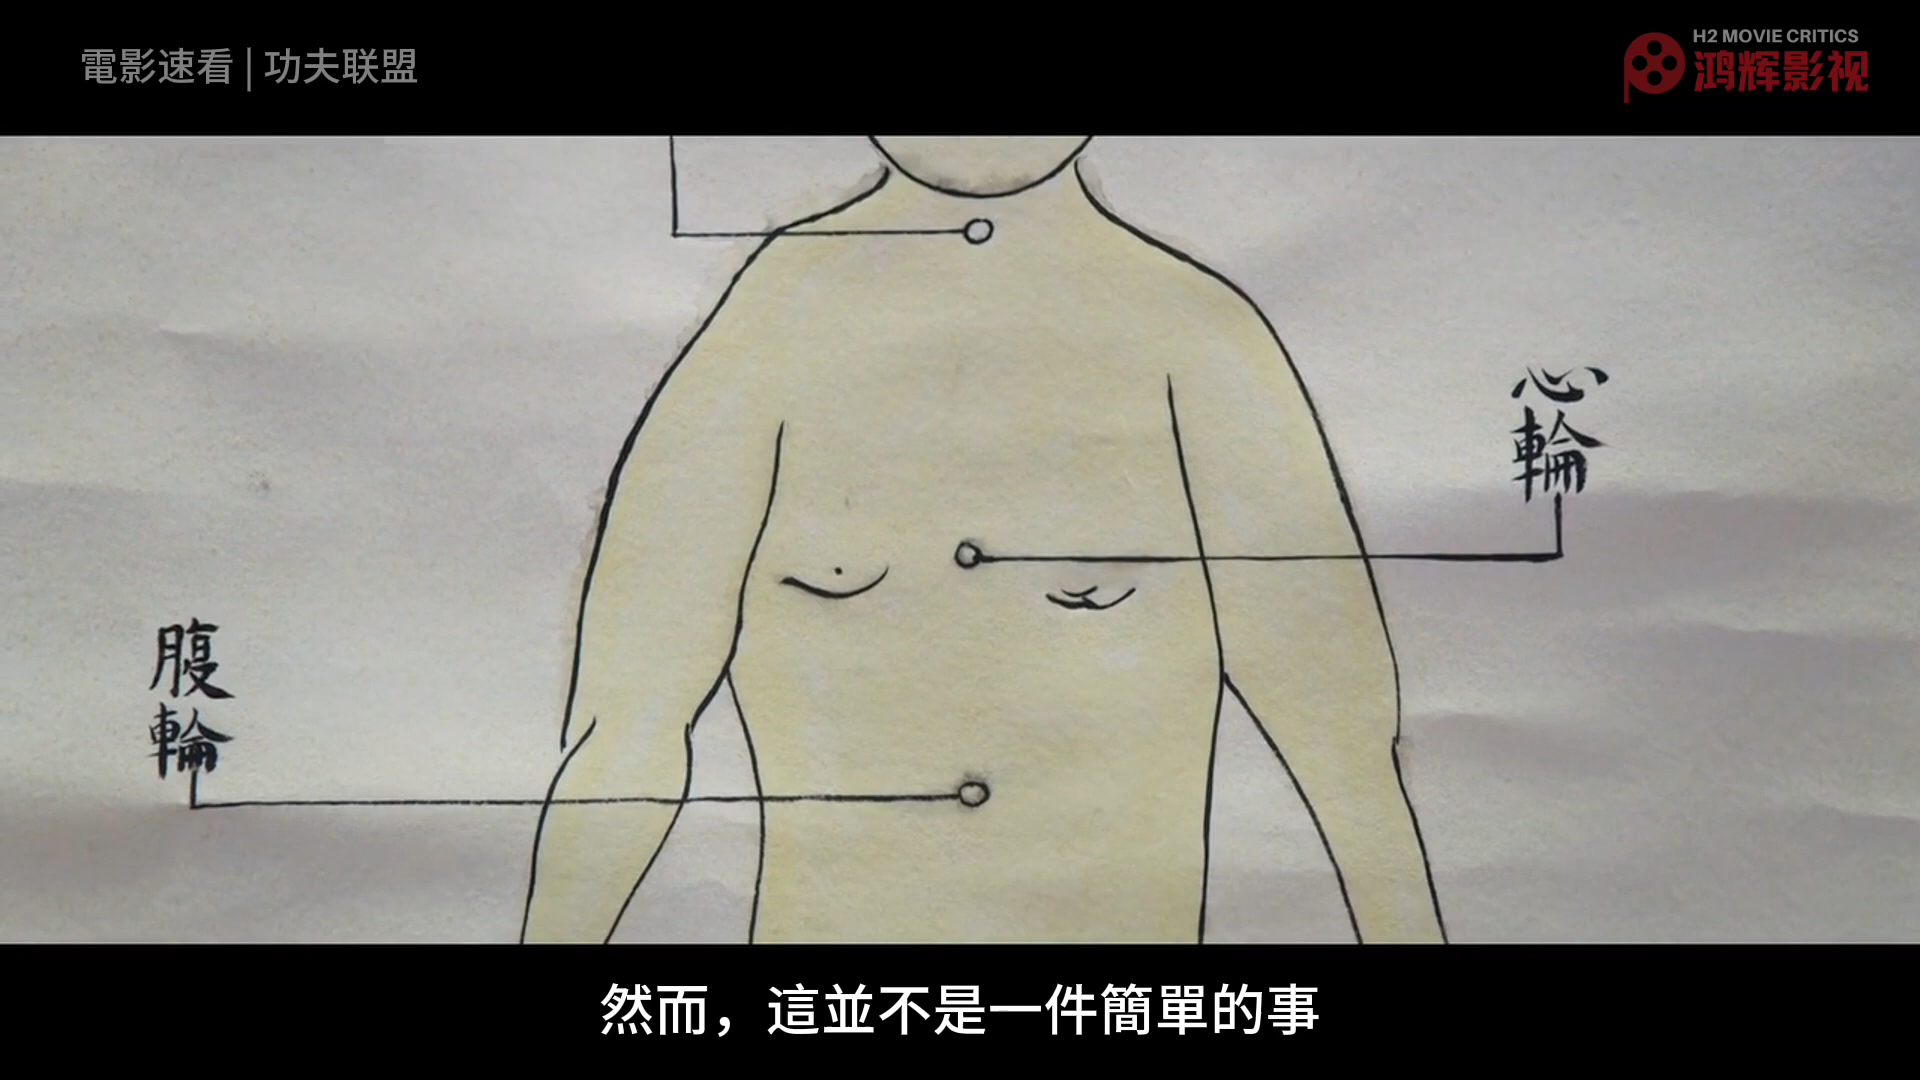 電影速看 | 功夫联盟
H2 MOVIE CRITICS
鸿辉影视
心輪
腹輪
然而，這並不是一件簡單的事